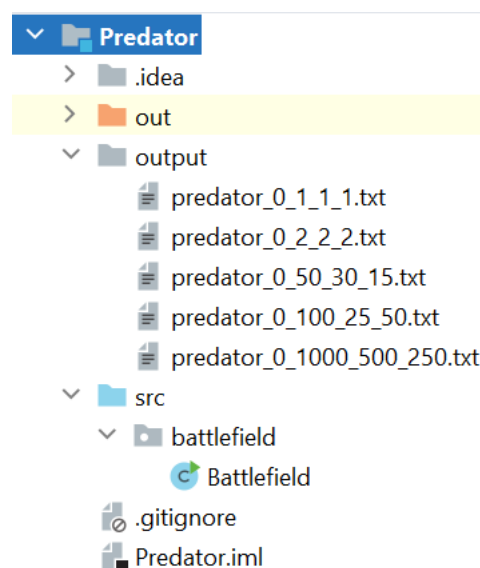 Predator
.idea
out
output
predator_0_1_1_1.txt
predator_0_2_2_2.txt
predator_0_50_30_15.txt
predator_0_100_25_50.txt
predator_0_1000_500_250.txt
src
battlefield
C Battlefield
.gitignore
Predator.iml